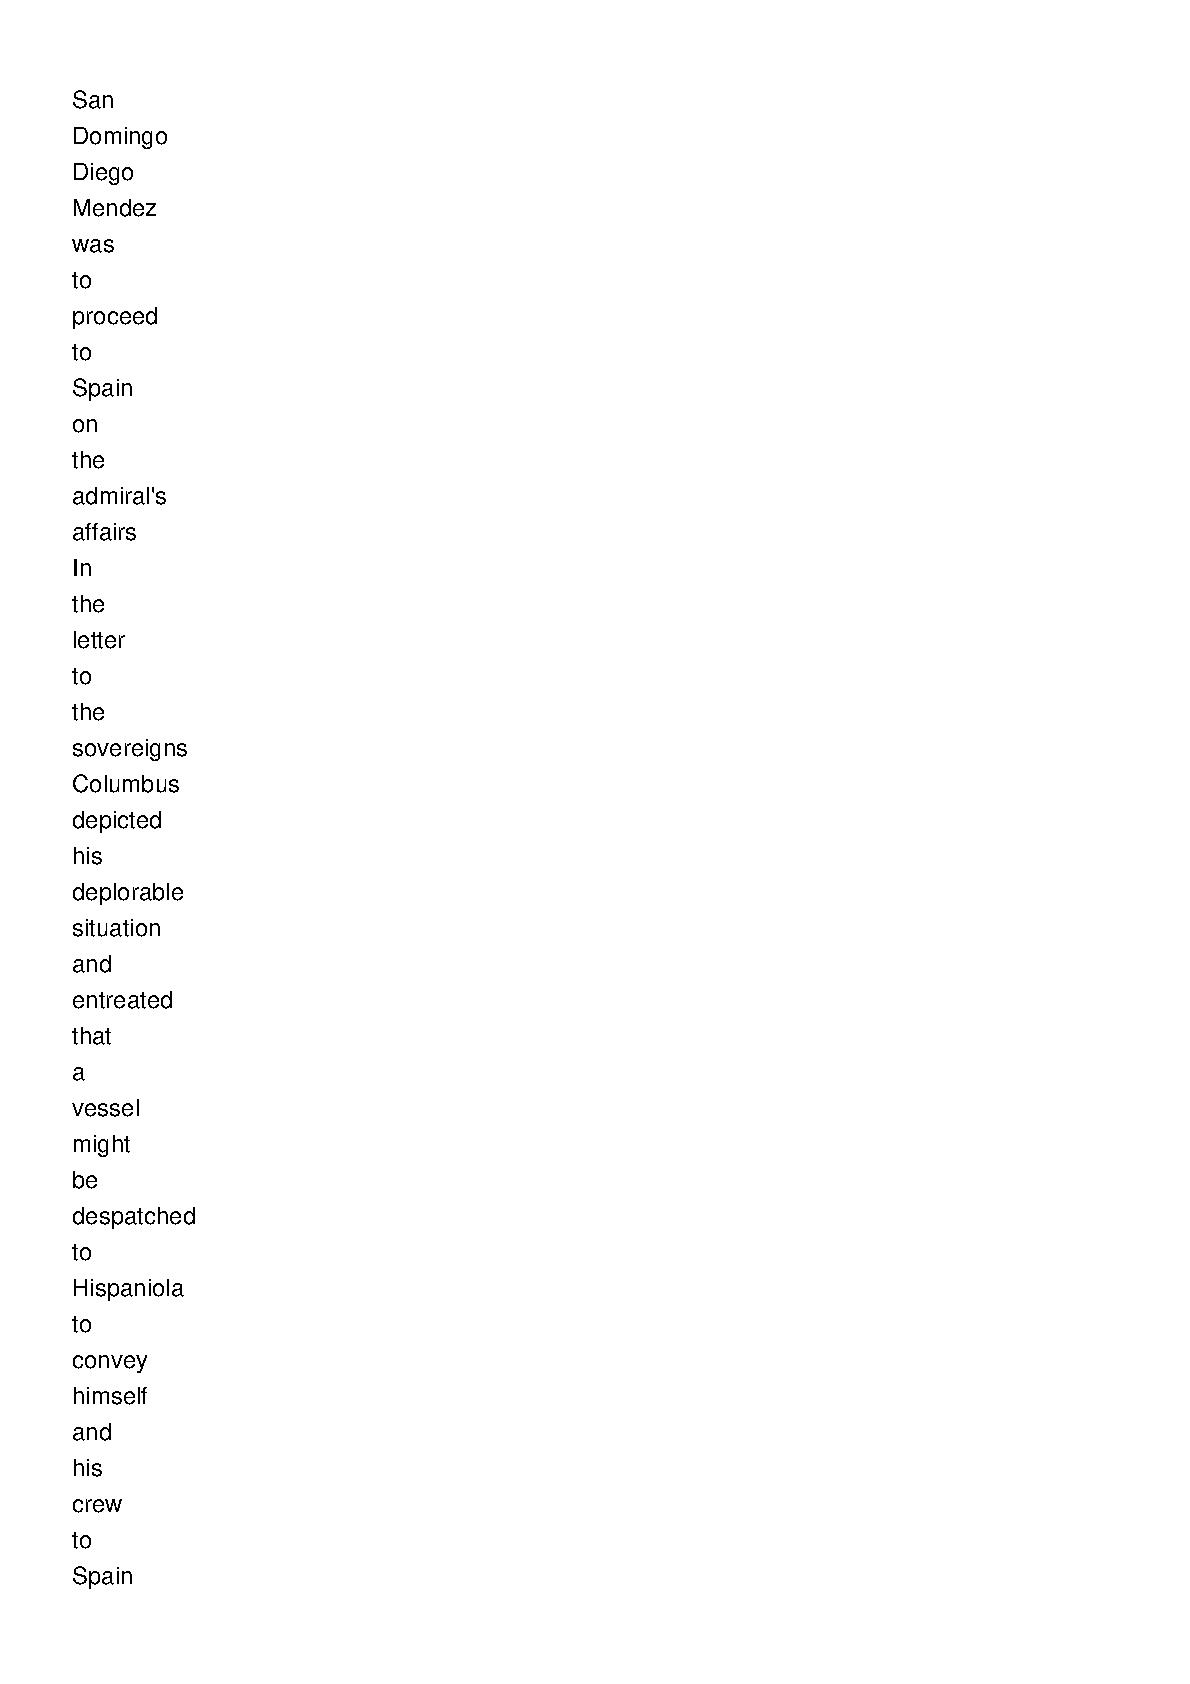 San
Domingo
Diego
Mendez
was
to
proceed
to
Spain
on
the
admiral's
affairs
In
the
letter
to
the
sovereigns
Columbus
depicted
his
deplorable
situation
and
entreated
that
a
vessel
might
be
despatched
to
Hispaniola
to
convey
himself
and
his
crew
to
Spain